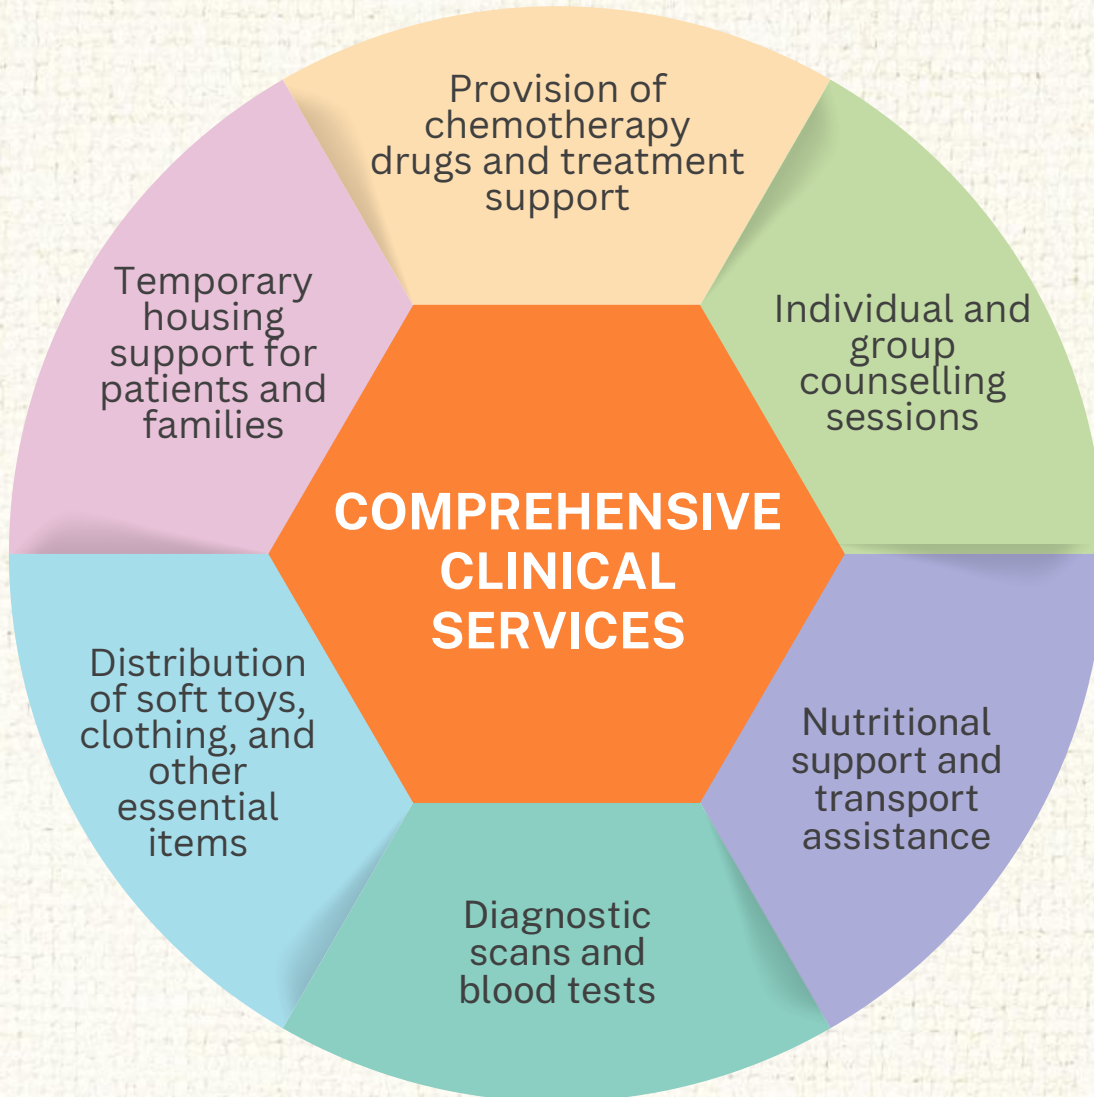 Provision of
chemotherapy
drugs and treatment
support
Individual and
group
counselling
sessions
Nutritional
support and
transport
assistance
Diagnostic
scans and
blood tests
Distribution
of soft toys,
clothing, and
other
essential
items
Temporary
housing
support for
patients and
families
COMPREHENSIVE
CLINICAL
SERVICES